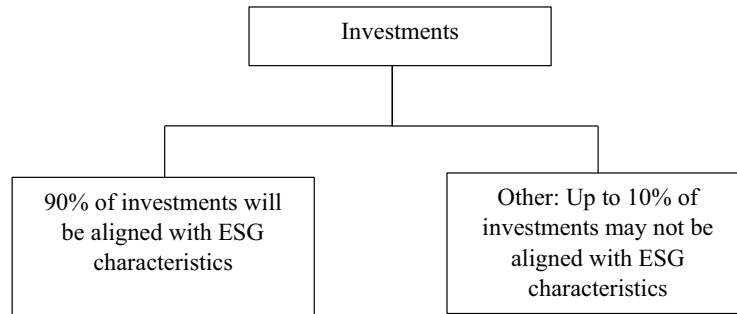 Investments
90% of investments will
be aligned with ESG
characteristics
Other: Up to 10% of
investments may not be
aligned with ESG
characteristics